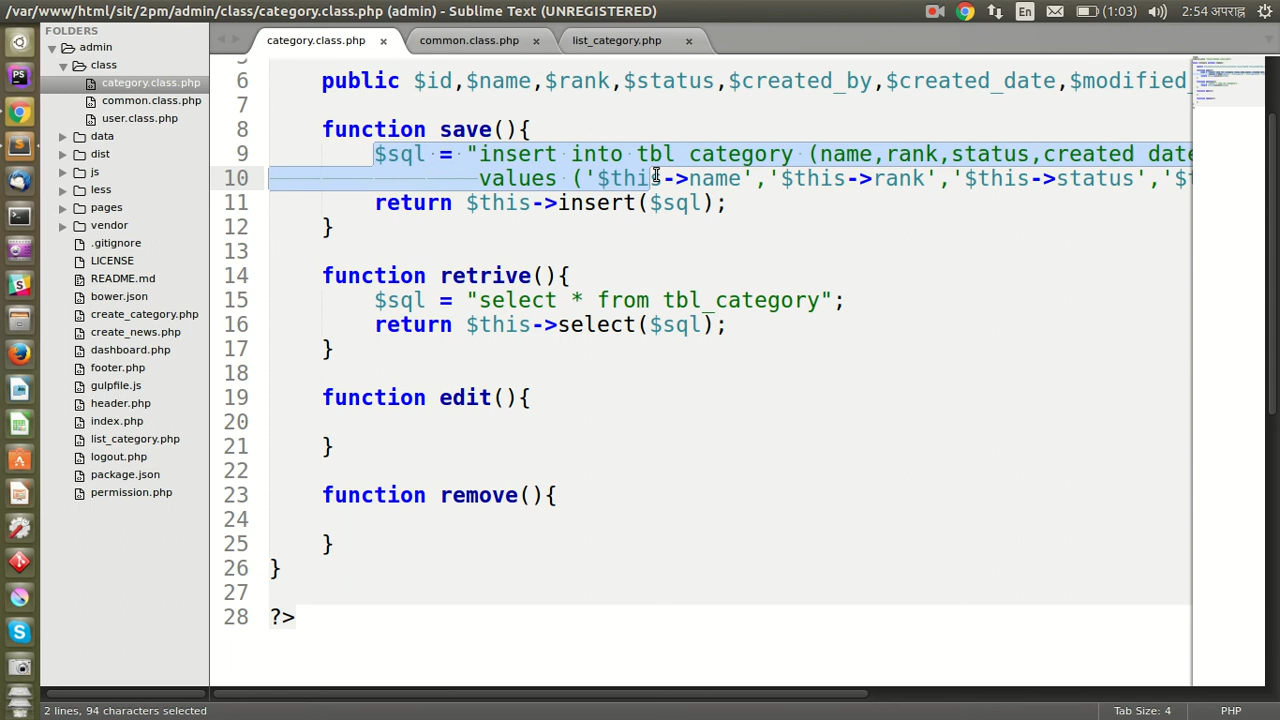 /var/www/html/sit/2pm/admin/class/category.class.php (admin) - Sublime Text (UNREGISTERED)
En
(1:03)
2:54 अपराह्न
FOLDERS
admin
class
category.class.php
common.class.php
user.class.php
data
dist
js
less
pages
vendor
.gitignore
LICENSE
README.md
bower.json
create_category.php
create_news.php
dashboard.php
footer.php
gulpfile.js
header.php
index.php
list_category.php
logout.php
package.json
permission.php
category.class.php
common.class.php
list_category.php
6 public $id,$name,$rank,$status,$created_by,$created_date,$modified_
7
8 function save(){
9 $sql = "insert into tbl_category (name,rank,status,created_date
10 values ('$this->name','$this->rank','$this->status','$t
11 return $this->insert($sql);
12 }
13
14 function retrive(){
15 $sql = "select * from tbl_category";
16 return $this->select($sql);
17 }
18
19 function edit(){
20
21 }
22
23 function remove(){
24
25 }
26 }
27
28 ?>
2 lines, 94 characters selected
Tab Size: 4
PHP